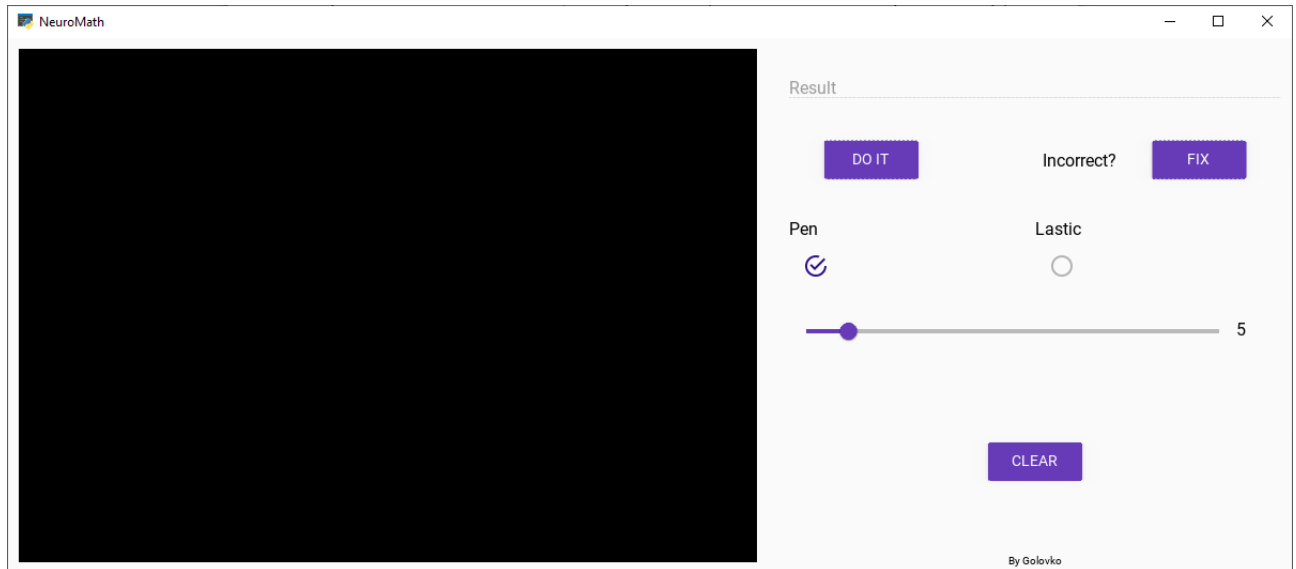 NeuroMath
Result
DO IT
Incorrect?
FIX
Pen
Lastic
5
CLEAR
By Golovko